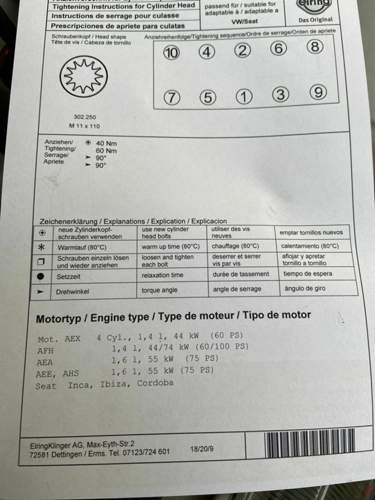 Tightening Instructions for Cylinder Head
Instructions de serrage pour culasse
Prescripciones de apriete para culatas
passend für / suitable for
adaptable à / adaptable a
VW/Seat
elring
Das Original
Schraubenkopf / Head shape
Tête de vis / Cabeza de tornillo
Anziehreihenfolge/Tightening sequence/Ordre de serrage/Orden de apriete
10 4 2 6 8
7 5 1 3 9
302.250
M 11 x 110
Anziehen/ 40 Nm
Tightening/ 60 Nm
Serrage/ ► 90°
Apriete ► 90°
Zeichenerklärung / Explanations / Explication / Explicacion
neue Zylinderkopf-schrauben verwenden use new cylinder head bolts utiliser des vis neuves emplar tornillos nuevos
Warmlauf (80°C) warm up time (80°C) chauffage (80°C) calentamiento (80°C)
Schrauben einzeln lösen und wieder anziehen loosen and tighten each bolt deserrer et serrer vis par vis aflojar y apretar tornillo a tornillo
Setzzeit relaxation time durée de tassement tiempo de espera
► Drehwinkel torque angle angle de serrage ángulo de giro
Motortyp / Engine type / Type de moteur / Tipo de motor
Mot. AEX 4 Cyl., 1,4 l, 44 kW (60 PS)
AFH 1,4 l, 44/74 kW (60/100 PS)
AEA 1,6 l, 55 kW (75 PS)
AEE, AHS 1,6 l, 55 kW (75 PS)
Seat Inca, Ibiza, Cordoba
ElringKlinger AG, Max-Eyth-Str.2
72581 Dettingen / Erms. Tel. 07123/724 601 18/20/9